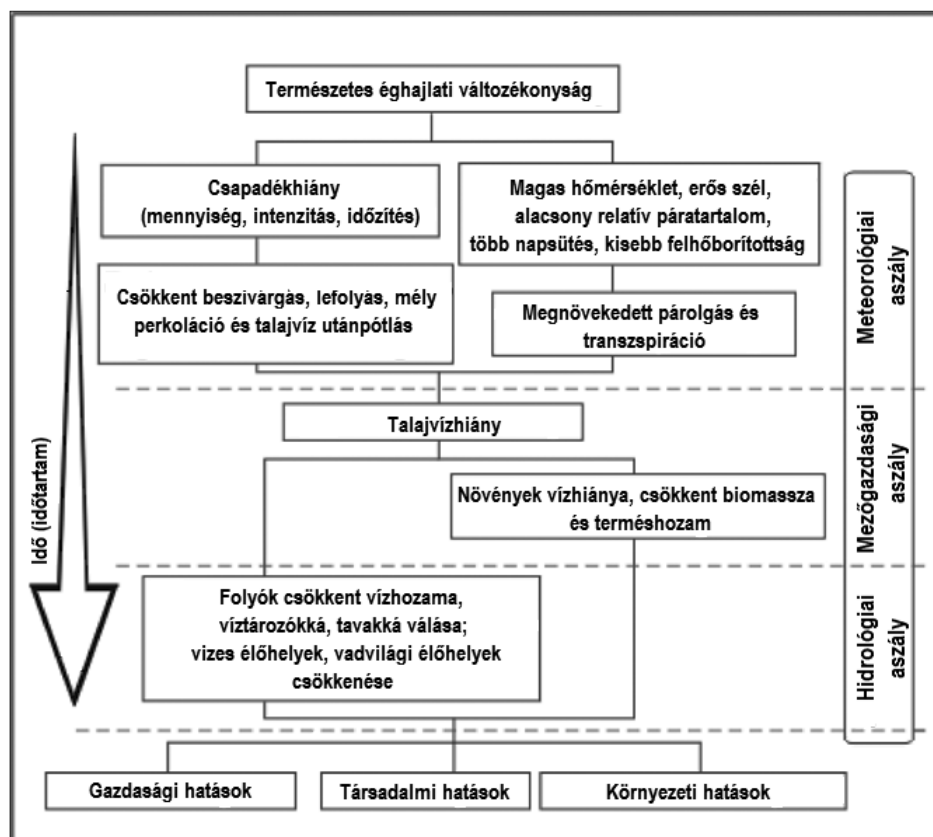 Természetes éghajlati változékonyság
Csapadékhiány
(mennyiség, intenzitás, időzítés)
Magas hőmérséklet, erős szél,
alacsony relatív páratartalom,
több napsütés, kisebb felhőborítottság
Csökkent beszivárgás, lefolyás, mély
perkoláció és talajvíz utánpótlás
Megnövekedett párolgás és
transzspiráció
Meteorológiai
aszály
Talajvízhiány
Növények vízhiánya, csökkent biomassza
és terméshozam
Mezőgazdasági
aszály
Idő (időtartam)
Folyók csökkent vízhozama,
víztározókká, tavakká válása;
vizes élőhelyek, vadvilági élőhelyek
csökkenése
Hidrológiai
aszály
Gazdasági hatások
Társadalmi hatások
Környezeti hatások